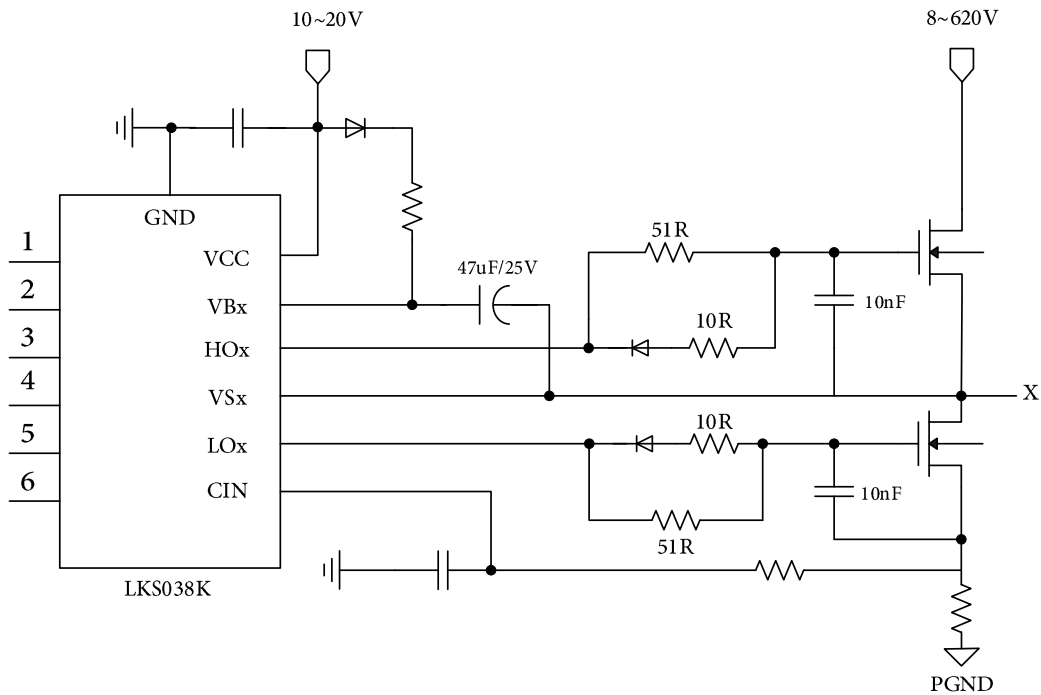 10~20V
8~620V
GND
1
VCC
51R
2
47uF/25V
VBx
10nF
3
HOx
10R
4
VSx
X
5
LOx
10R
6
CIN
10nF
51R
LKS038K
PGND